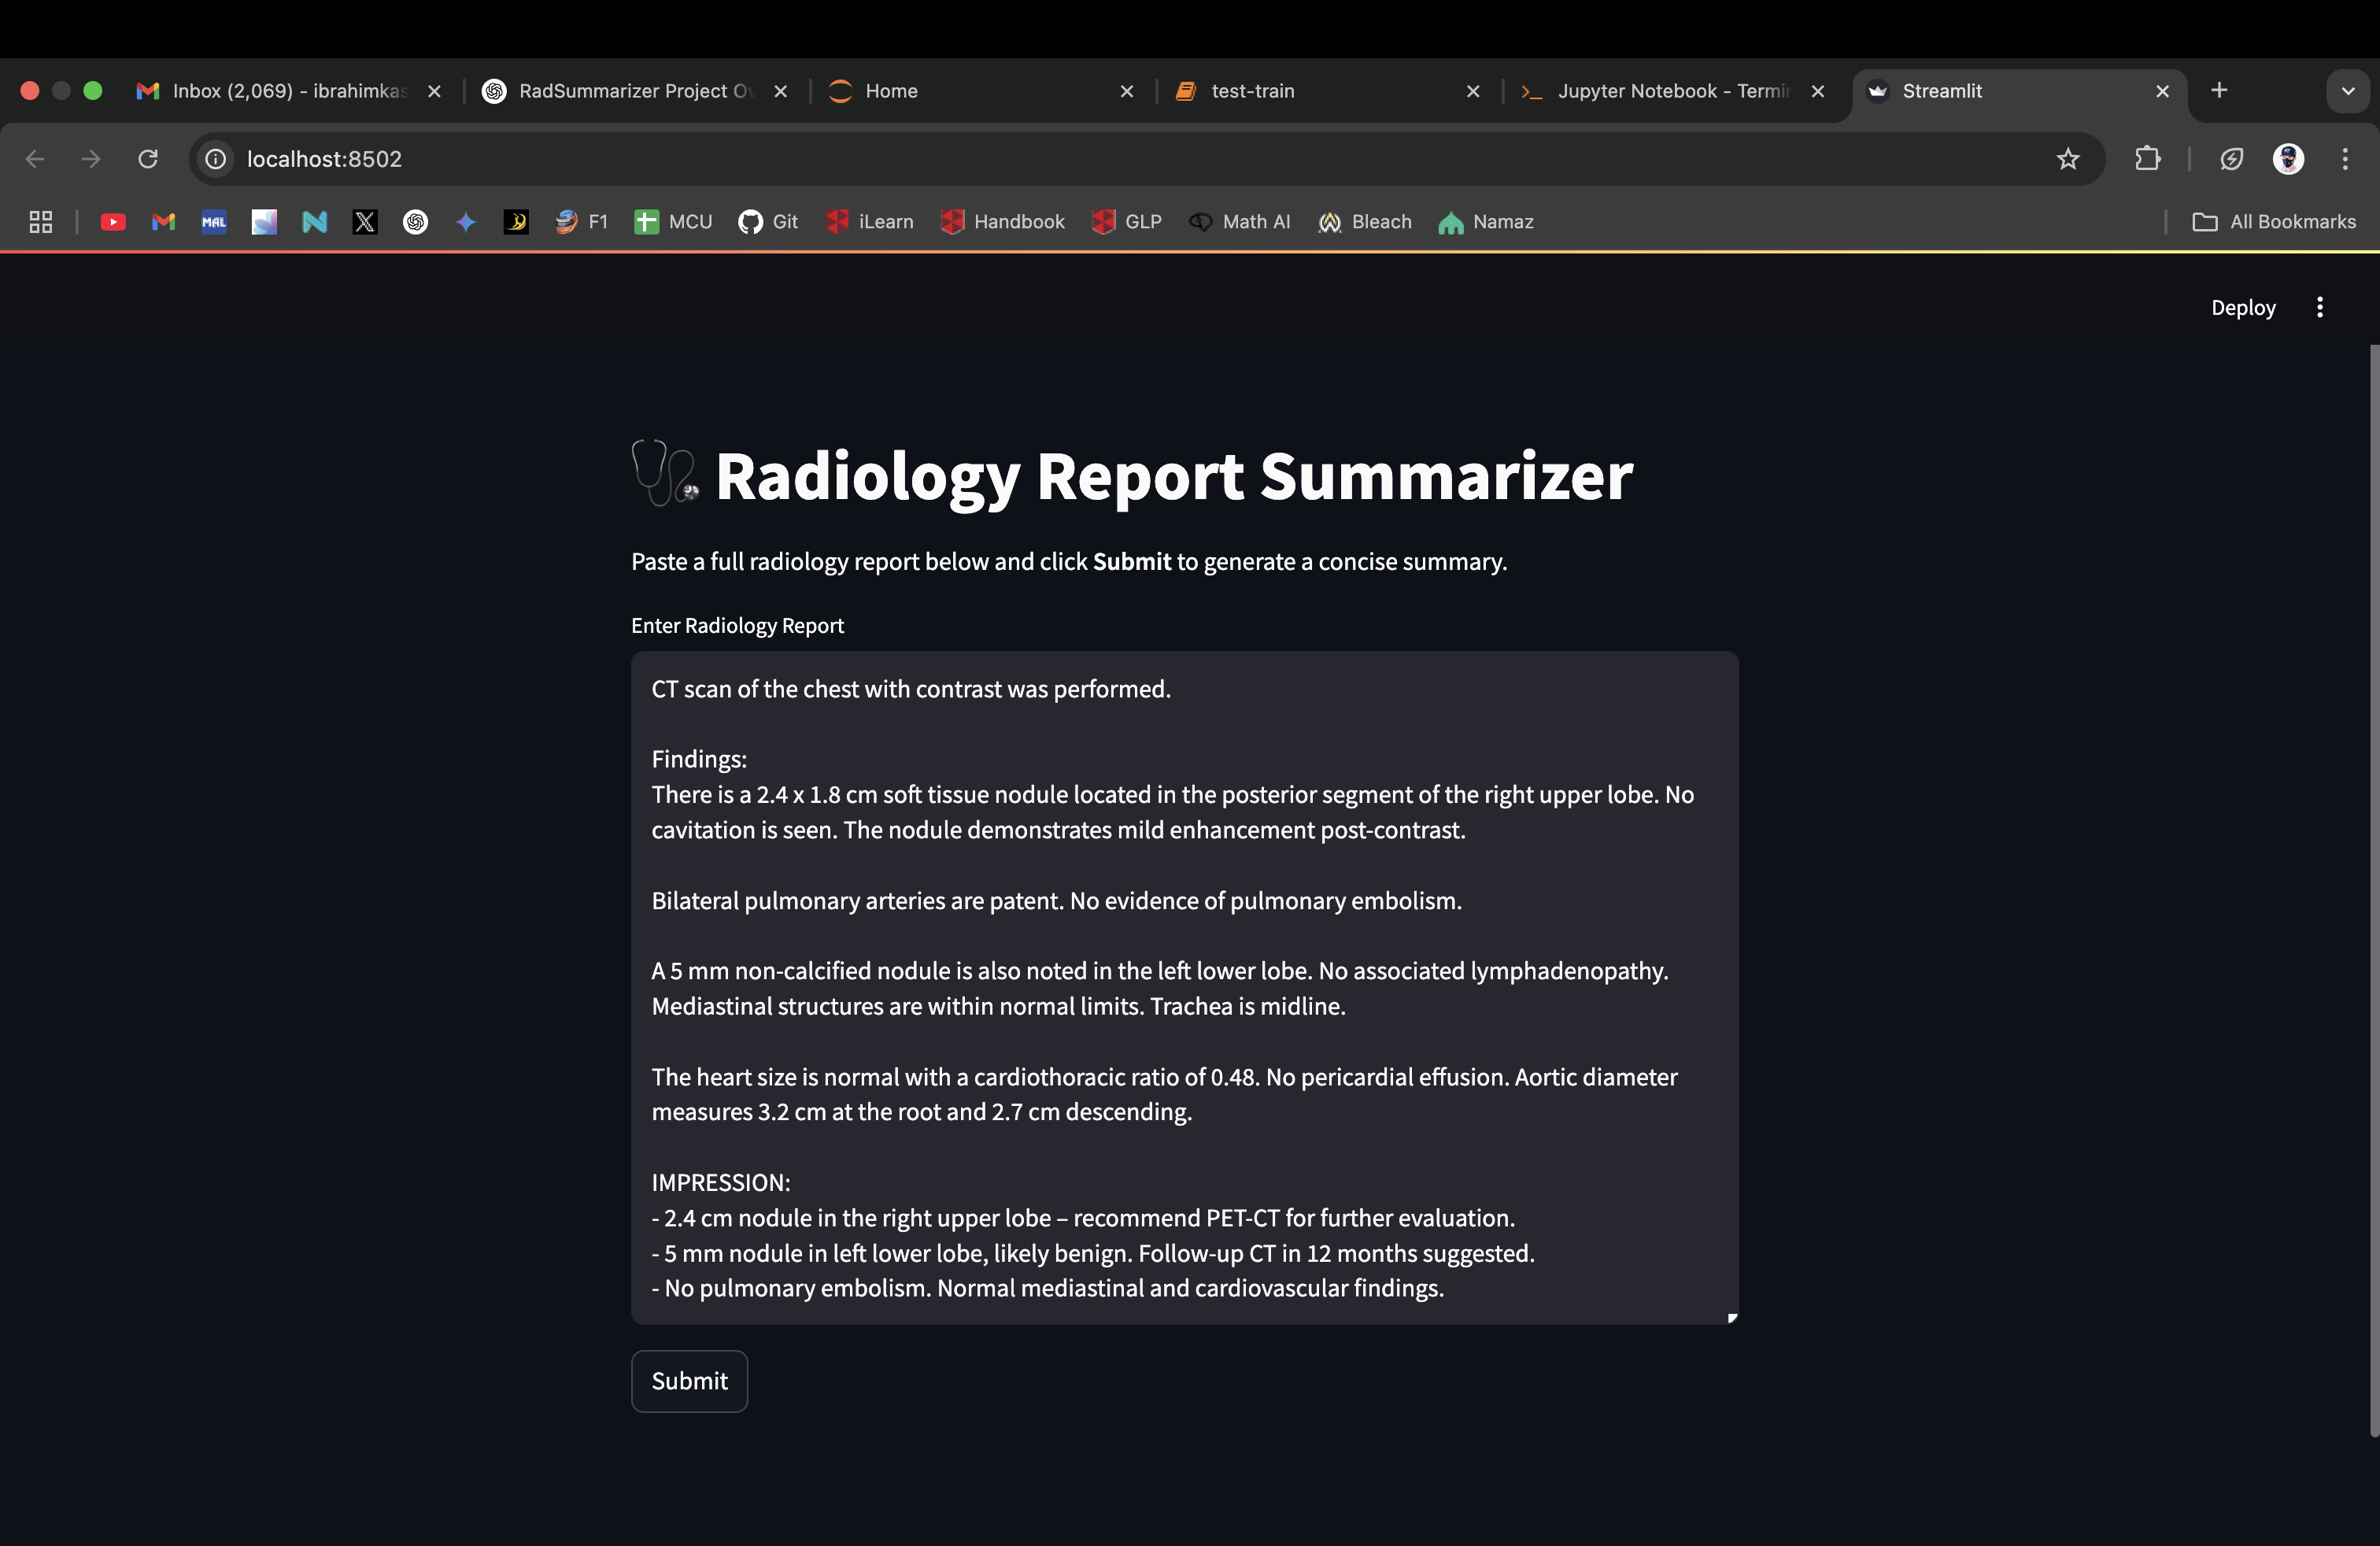 Inbox (2,069) - ibrahimkas
RadSummarizer Project Ov
Home
test-train
Jupyter Notebook - Termin
Streamlit
localhost:8502
MAL
F1
MCU
Git
iLearn
Handbook
GLP
Math AI
Bleach
Namaz
All Bookmarks
Deploy
Radiology Report Summarizer
Paste a full radiology report below and click Submit to generate a concise summary.
Enter Radiology Report
CT scan of the chest with contrast was performed.
Findings:
There is a 2.4 x 1.8 cm soft tissue nodule located in the posterior segment of the right upper lobe. No
cavitation is seen. The nodule demonstrates mild enhancement post-contrast.
Bilateral pulmonary arteries are patent. No evidence of pulmonary embolism.
A 5 mm non-calcified nodule is also noted in the left lower lobe. No associated lymphadenopathy.
Mediastinal structures are within normal limits. Trachea is midline.
The heart size is normal with a cardiothoracic ratio of 0.48. No pericardial effusion. Aortic diameter
measures 3.2 cm at the root and 2.7 cm descending.
IMPRESSION:
- 2.4 cm nodule in the right upper lobe – recommend PET-CT for further evaluation.
- 5 mm nodule in left lower lobe, likely benign. Follow-up CT in 12 months suggested.
- No pulmonary embolism. Normal mediastinal and cardiovascular findings.
Submit